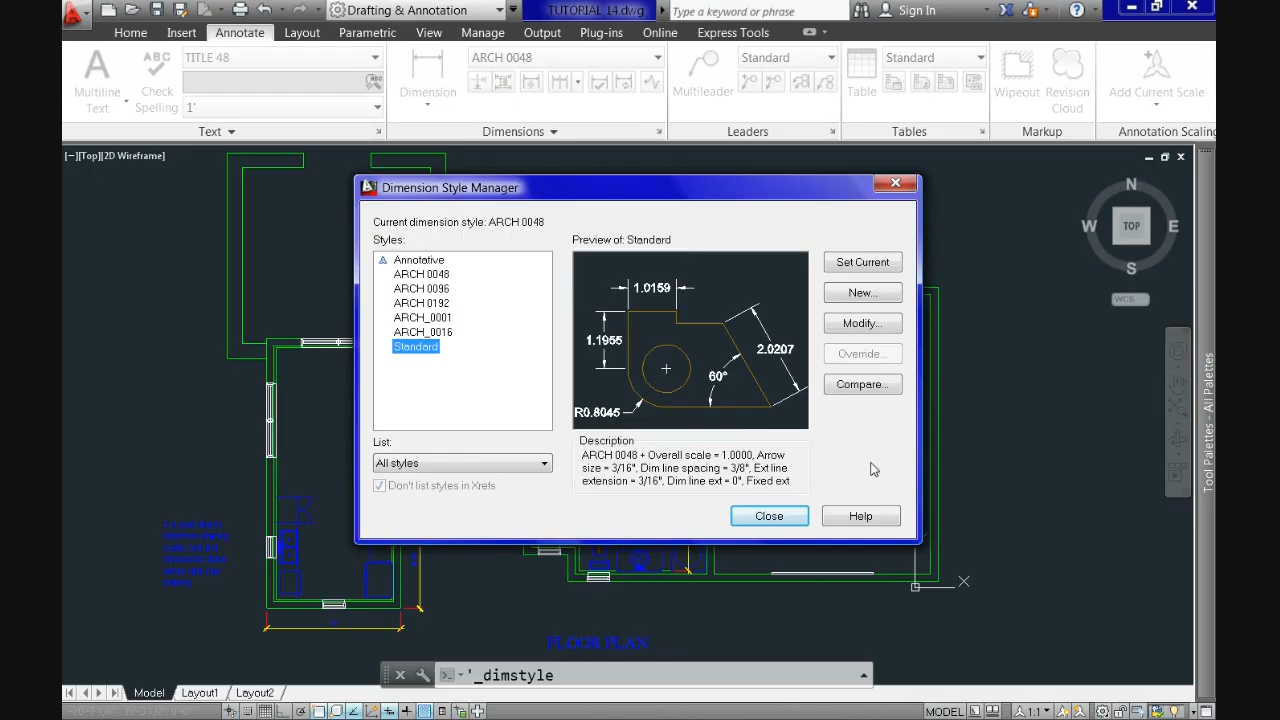 Drafting & Annotation
TUTORIAL 14.dwg
Type a keyword or phrase
Sign In
Home Insert Annotate Layout Parametric View Manage Output Plug-ins Online Express Tools
TITLE 48
ARCH 0048
Standard
Standard
1'
Multiline
Text
Check
Spelling
Dimension
Multileader
Table
Wipeout
Revision
Cloud
Add Current Scale
Text
Dimensions
Leaders
Tables
Markup
Annotation Scaling
[−][Top][2D Wireframe]
N
W TOP E
S
WCS
Dimension Style Manager
Current dimension style: ARCH 0048
Styles:
Annotative
ARCH 0048
ARCH 0096
ARCH 0192
ARCH_0001
ARCH_0016
Standard
Preview of: Standard
1.0159
1.1955
2.0207
60°
R0.8045
Set Current
New...
Modify...
Override...
Compare...
List:
All styles
Don't list styles in Xrefs
Description
ARCH 0048 + Overall scale = 1.0000, Arrow
size = 3/16", Dim line spacing = 3/8", Ext line
extension = 3/16", Dim line ext = 0", Fixed ext
Close
Help
Tool Palettes - All Palettes
X
FLOOR PLAN
'_dimstyle
Model Layout1 Layout2
MODEL
1:1